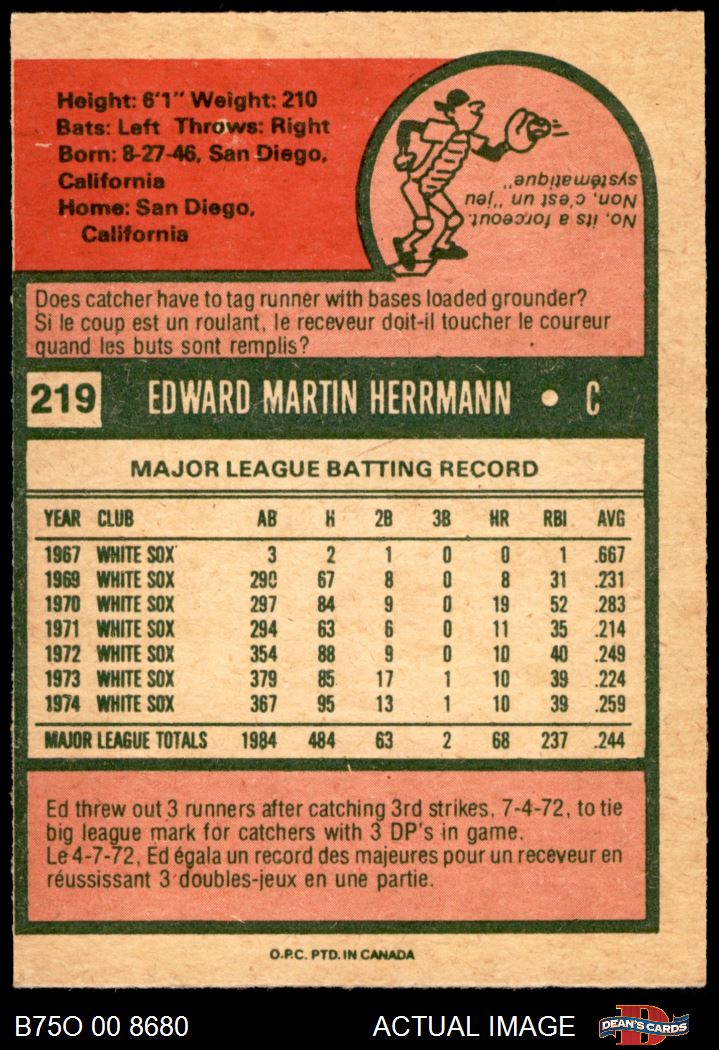 Height: 6'1" Weight: 210
Bats: Left Throws: Right
Born: 8-27-46, San Diego,
California
Home: San Diego,
California
No, its a forceout.
Non, c'est un "jeu
systématique"
Does catcher have to tag runner with bases loaded grounder?
Si le coup est un roulant, le receveur doit-il toucher le coureur
quand les buts sont remplis?
219 EDWARD MARTIN HERRMANN • C
MAJOR LEAGUE BATTING RECORD
YEAR CLUB AB H 2B 3B HR RBI AVG
1967 WHITE SOX 3 2 1 0 0 1 .667
1969 WHITE SOX 290 67 8 0 8 31 .231
1970 WHITE SOX 297 84 9 0 19 52 .283
1971 WHITE SOX 294 63 6 0 11 35 .214
1972 WHITE SOX 354 88 9 0 10 40 .249
1973 WHITE SOX 379 85 17 1 10 39 .224
1974 WHITE SOX 367 95 13 1 10 39 .259
MAJOR LEAGUE TOTALS 1984 484 63 2 68 237 .244
Ed threw out 3 runners after catching 3rd strikes, 7-4-72, to tie
big league mark for catchers with 3 DP's in game.
Le 4-7-72, Ed égala un record des majeures pour un receveur en
réussissant 3 doubles-jeux en une partie.
O.P.C. PTD. IN CANADA
B75O 00 8680 ACTUAL IMAGE D DEAN'S CARDS